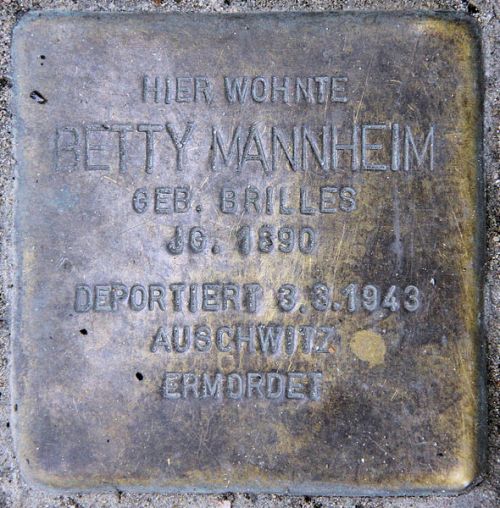 HIER WOHNTE
BETTY MANNHEIM
GEB. BRILLES
JG. 1890
DEPORTIERT 3.3.1943
AUSCHWITZ
ERMORDET